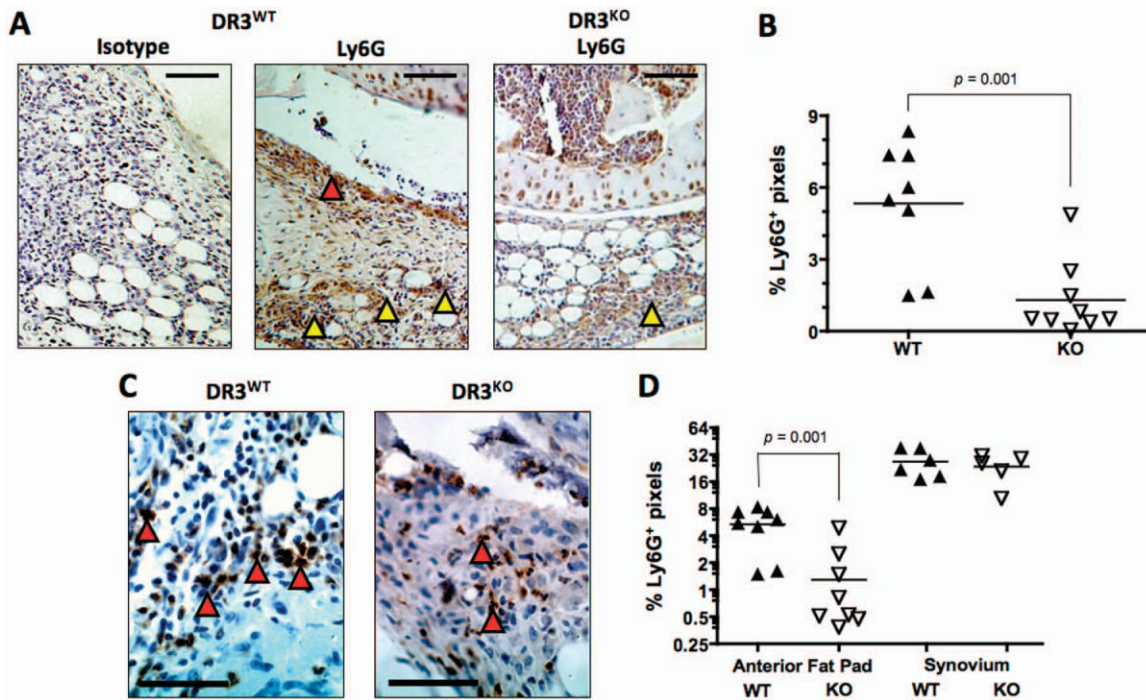 A
DR3WT
DR3KO
Isotype
Ly6G
Ly6G
B
p = 0.001
% Ly6G+ pixels
9
6
3
0
WT
KO
C
DR3WT
DR3KO
D
p = 0.001
% Ly6G+ pixels
64
32
16
8
4
2
1
0.5
0.25
Anterior Fat Pad
Synovium
WT
KO
WT
KO